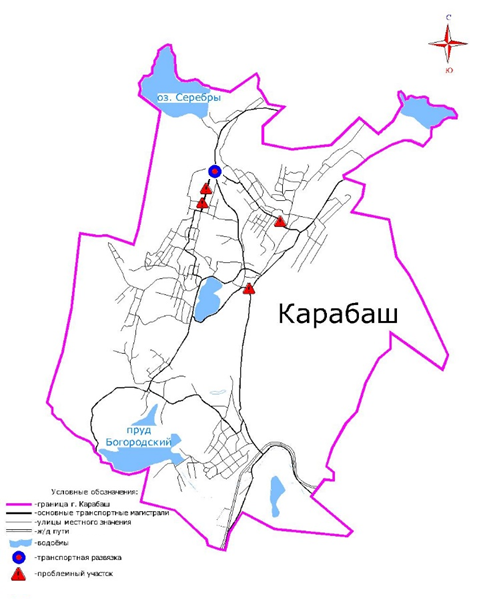 С
Ю
оз. Серебры
Карабаш
пруд
Богородский
Условные обозначения:
-граница г. Карабаш
-основные транспортные магистрали
-улицы местного значения
-ж/д пути
-водоёмы
-транспортная развязка
-проблемный участок